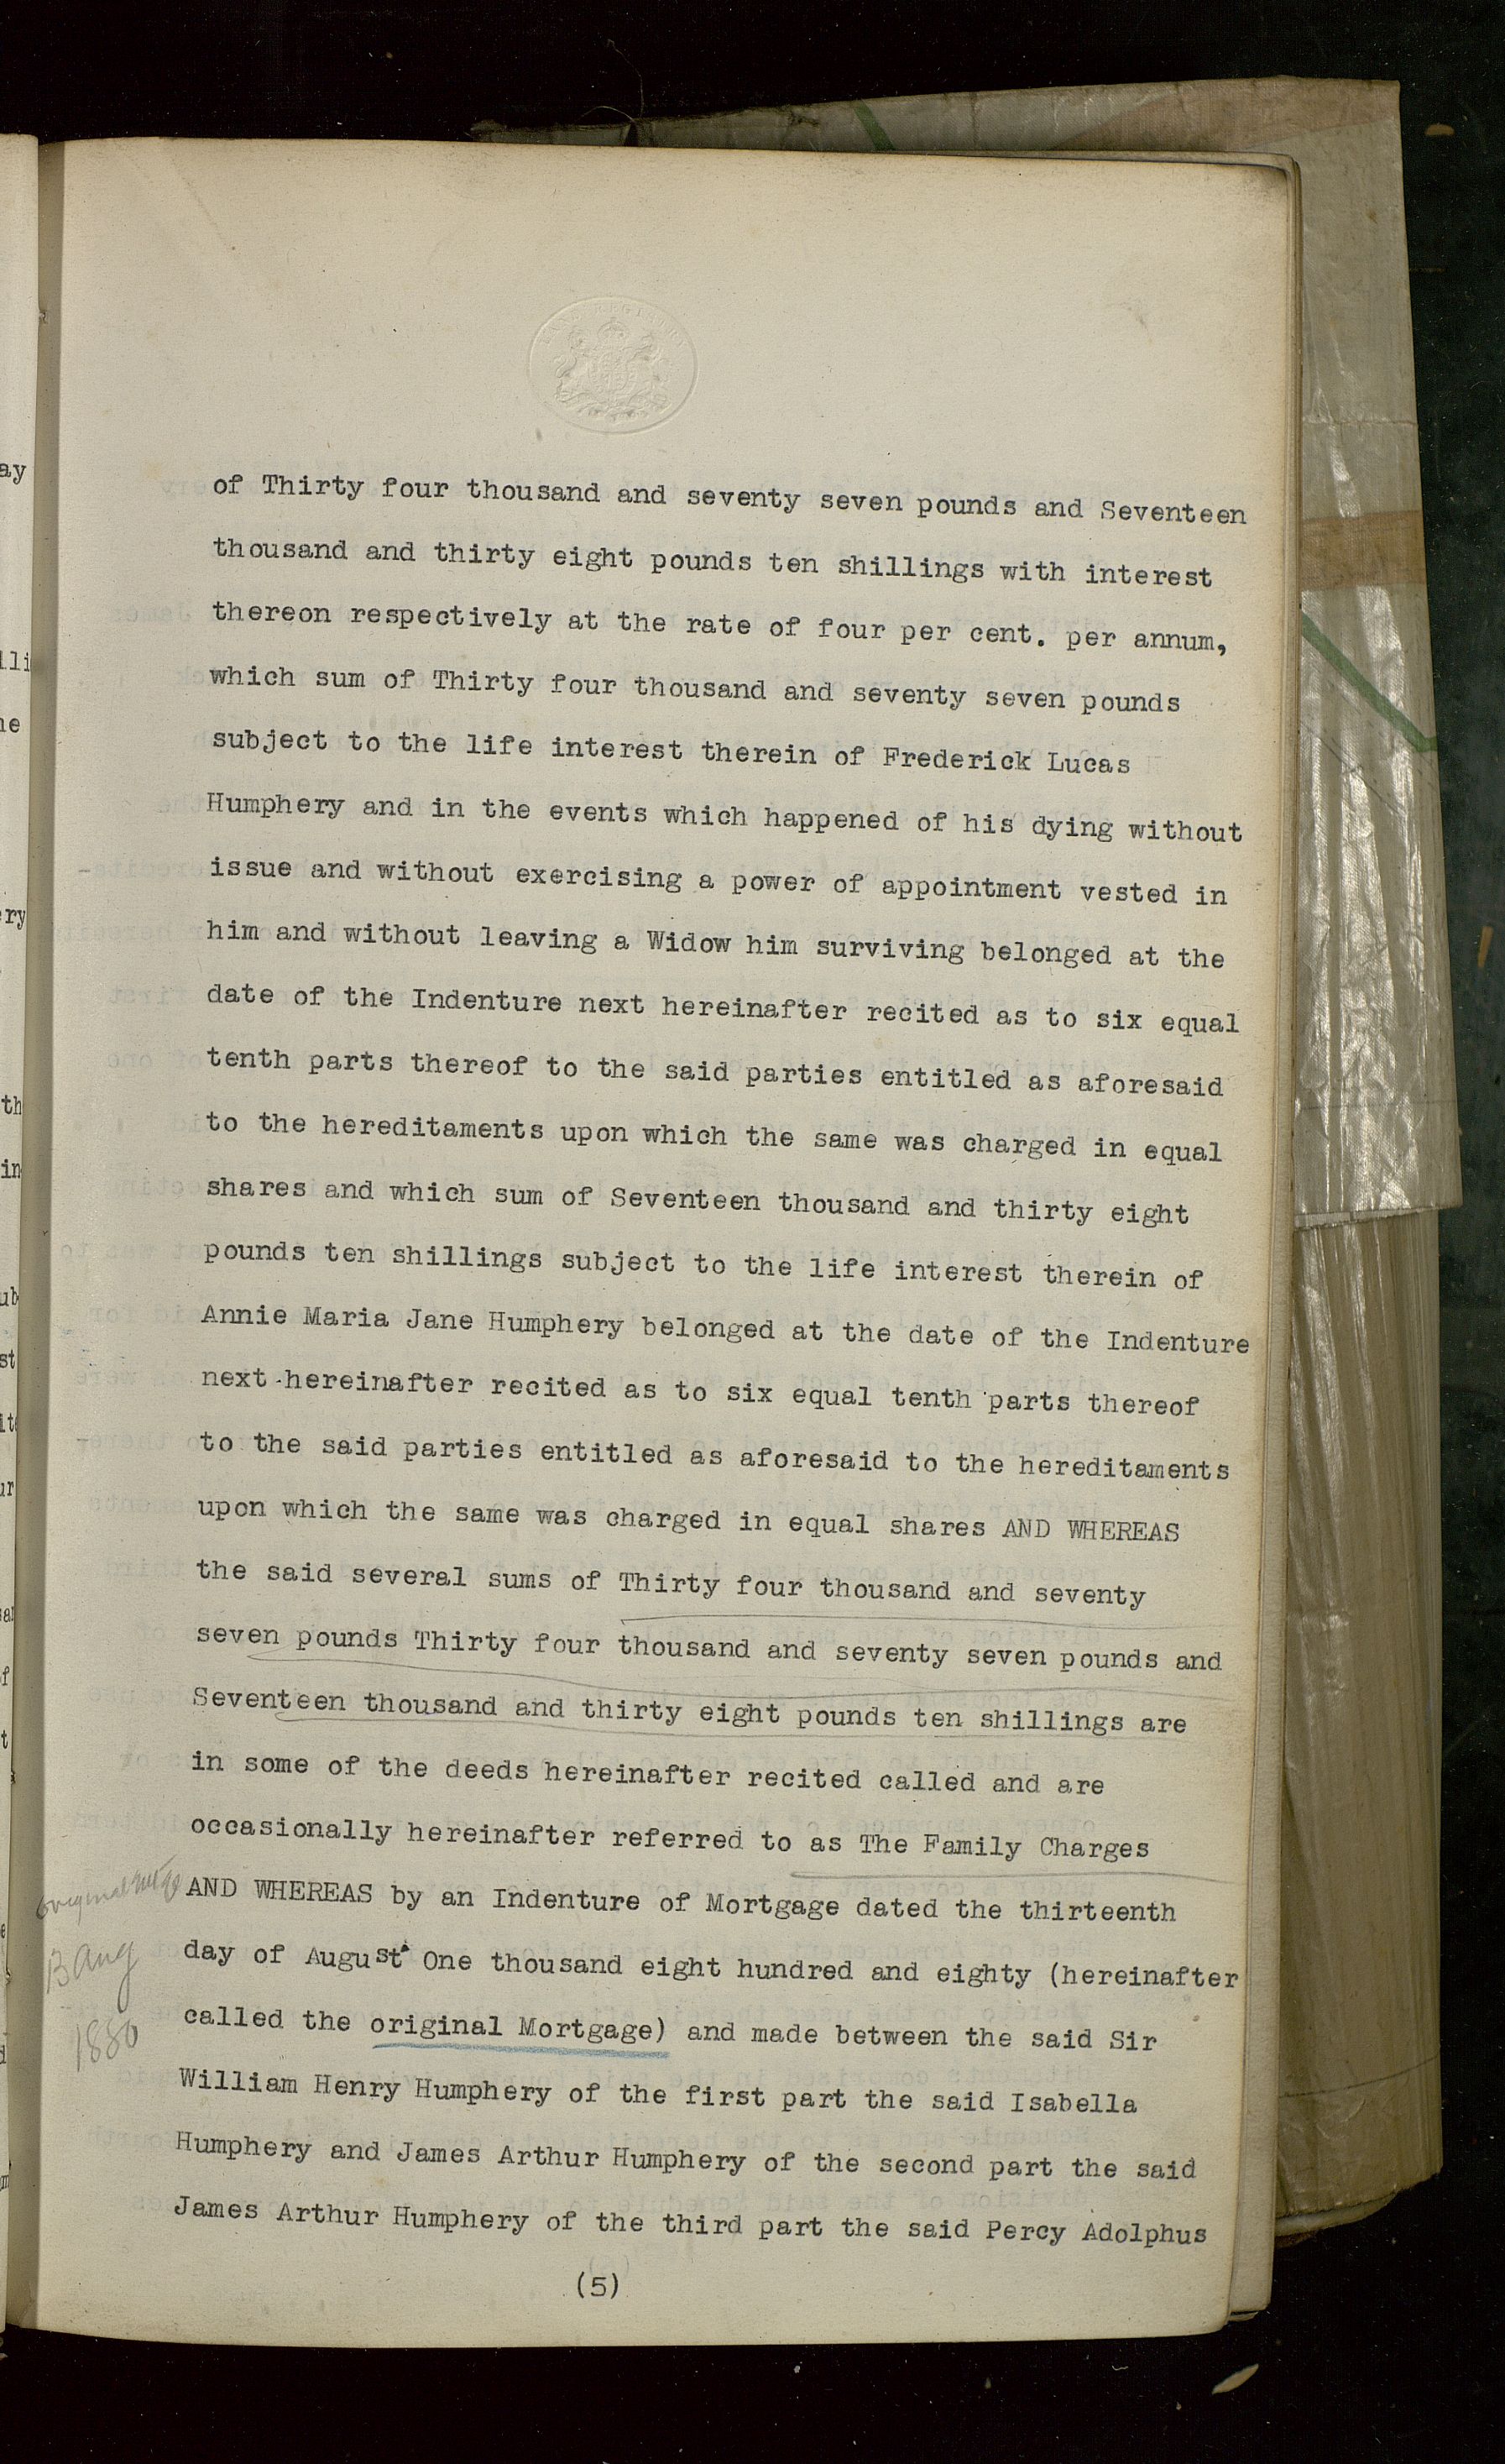 of Thirty four thousand and seventy seven pounds and Seventeen
thousand and thirty eight pounds ten shillings with interest
thereon respectively at the rate of four per cent. per annum,
which sum of Thirty four thousand and seventy seven pounds
subject to the life interest therein of Frederick Lucas
Humphery and in the events which happened of his dying without
issue and without exercising a power of appointment vested in
him and without leaving a Widow him surviving belonged at the
date of the Indenture next hereinafter recited as to six equal
tenth parts thereof to the said parties entitled as aforesaid
to the hereditaments upon which the same was charged in equal
shares and which sum of Seventeen thousand and thirty eight
pounds ten shillings subject to the life interest therein of
Annie Maria Jane Humphery belonged at the date of the Indenture
next hereinafter recited as to six equal tenth parts thereof
to the said parties entitled as aforesaid to the hereditaments
upon which the same was charged in equal shares AND WHEREAS
the said several sums of Thirty four thousand and seventy
seven pounds Thirty four thousand and seventy seven pounds and
Seventeen thousand and thirty eight pounds ten shillings are
in some of the deeds hereinafter recited called and are
occasionally hereinafter referred to as The Family Charges
original Mtge
AND WHEREAS by an Indenture of Mortgage dated the thirteenth
13 Aug
day of August One thousand eight hundred and eighty (hereinafter
1880
called the original Mortgage) and made between the said Sir
William Henry Humphery of the first part the said Isabella
Humphery and James Arthur Humphery of the second part the said
James Arthur Humphery of the third part the said Percy Adolphus
(5)